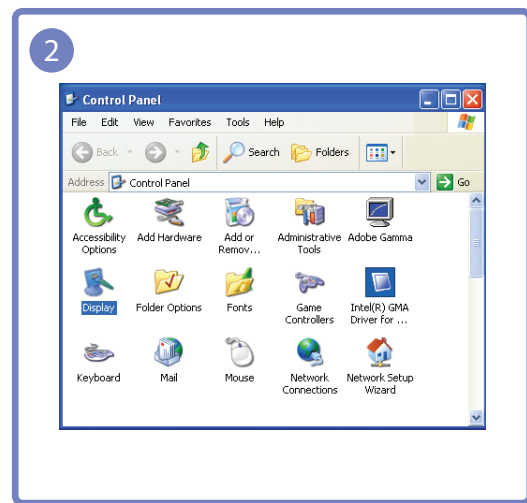 2
Control Panel
File Edit View Favorites Tools Help
Back Search Folders
Address Control Panel Go
Accessibility Options
Add Hardware
Add or Remov...
Administrative Tools
Adobe Gamma
Display
Folder Options
Fonts
Game Controllers
Intel(R) GMA Driver for ...
Keyboard
Mail
Mouse
Network Connections
Network Setup Wizard